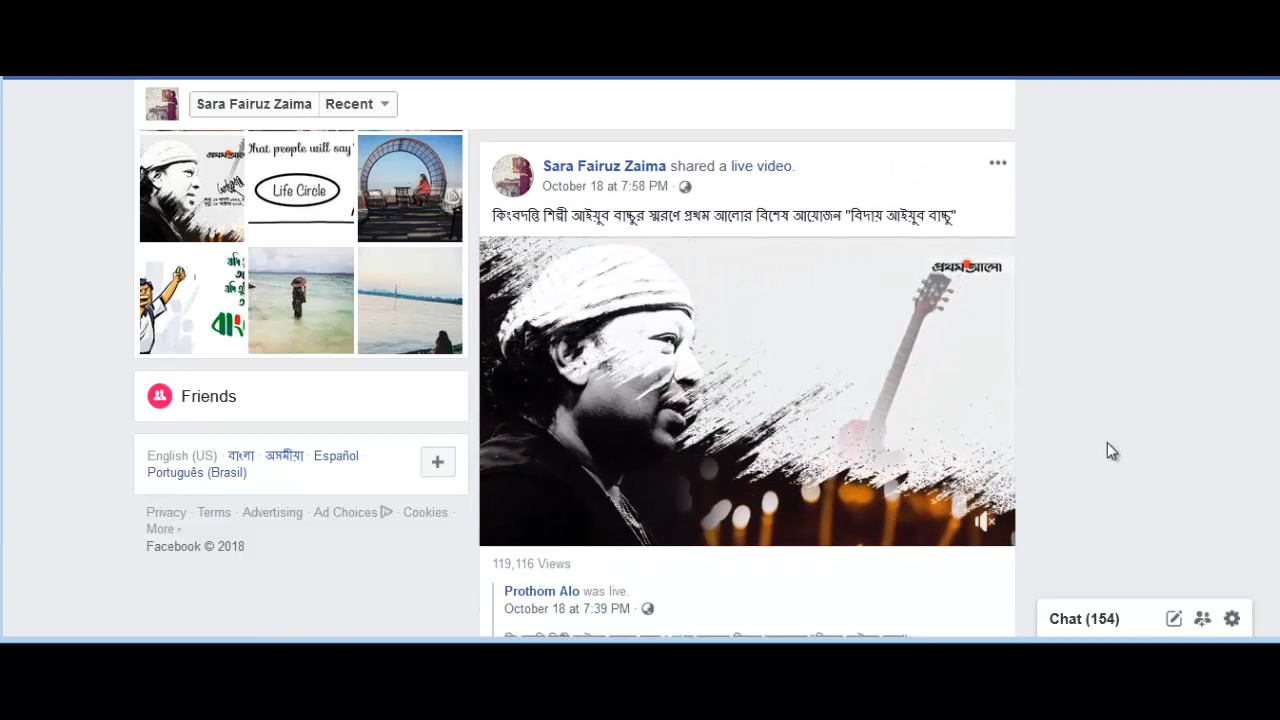 Sara Fairuz Zaima Recent
প্রথম আলো
that people will say
Life Circle
বাং
Friends
English (US) · বাংলা · অসমীয়া · Español ·
Português (Brasil)
Privacy · Terms · Advertising · Ad Choices · Cookies ·
More
Facebook © 2018
Sara Fairuz Zaima shared a live video.
October 18 at 7:58 PM ·
কিংবদন্তি শিল্পী আইয়ুব বাচ্চুর স্মরণে প্রথম আলোর বিশেষ আয়োজন "বিদায় আইয়ুব বাচ্চু"
প্রথম আলো
119,116 Views
Prothom Alo was live.
October 18 at 7:39 PM ·
Chat (154)